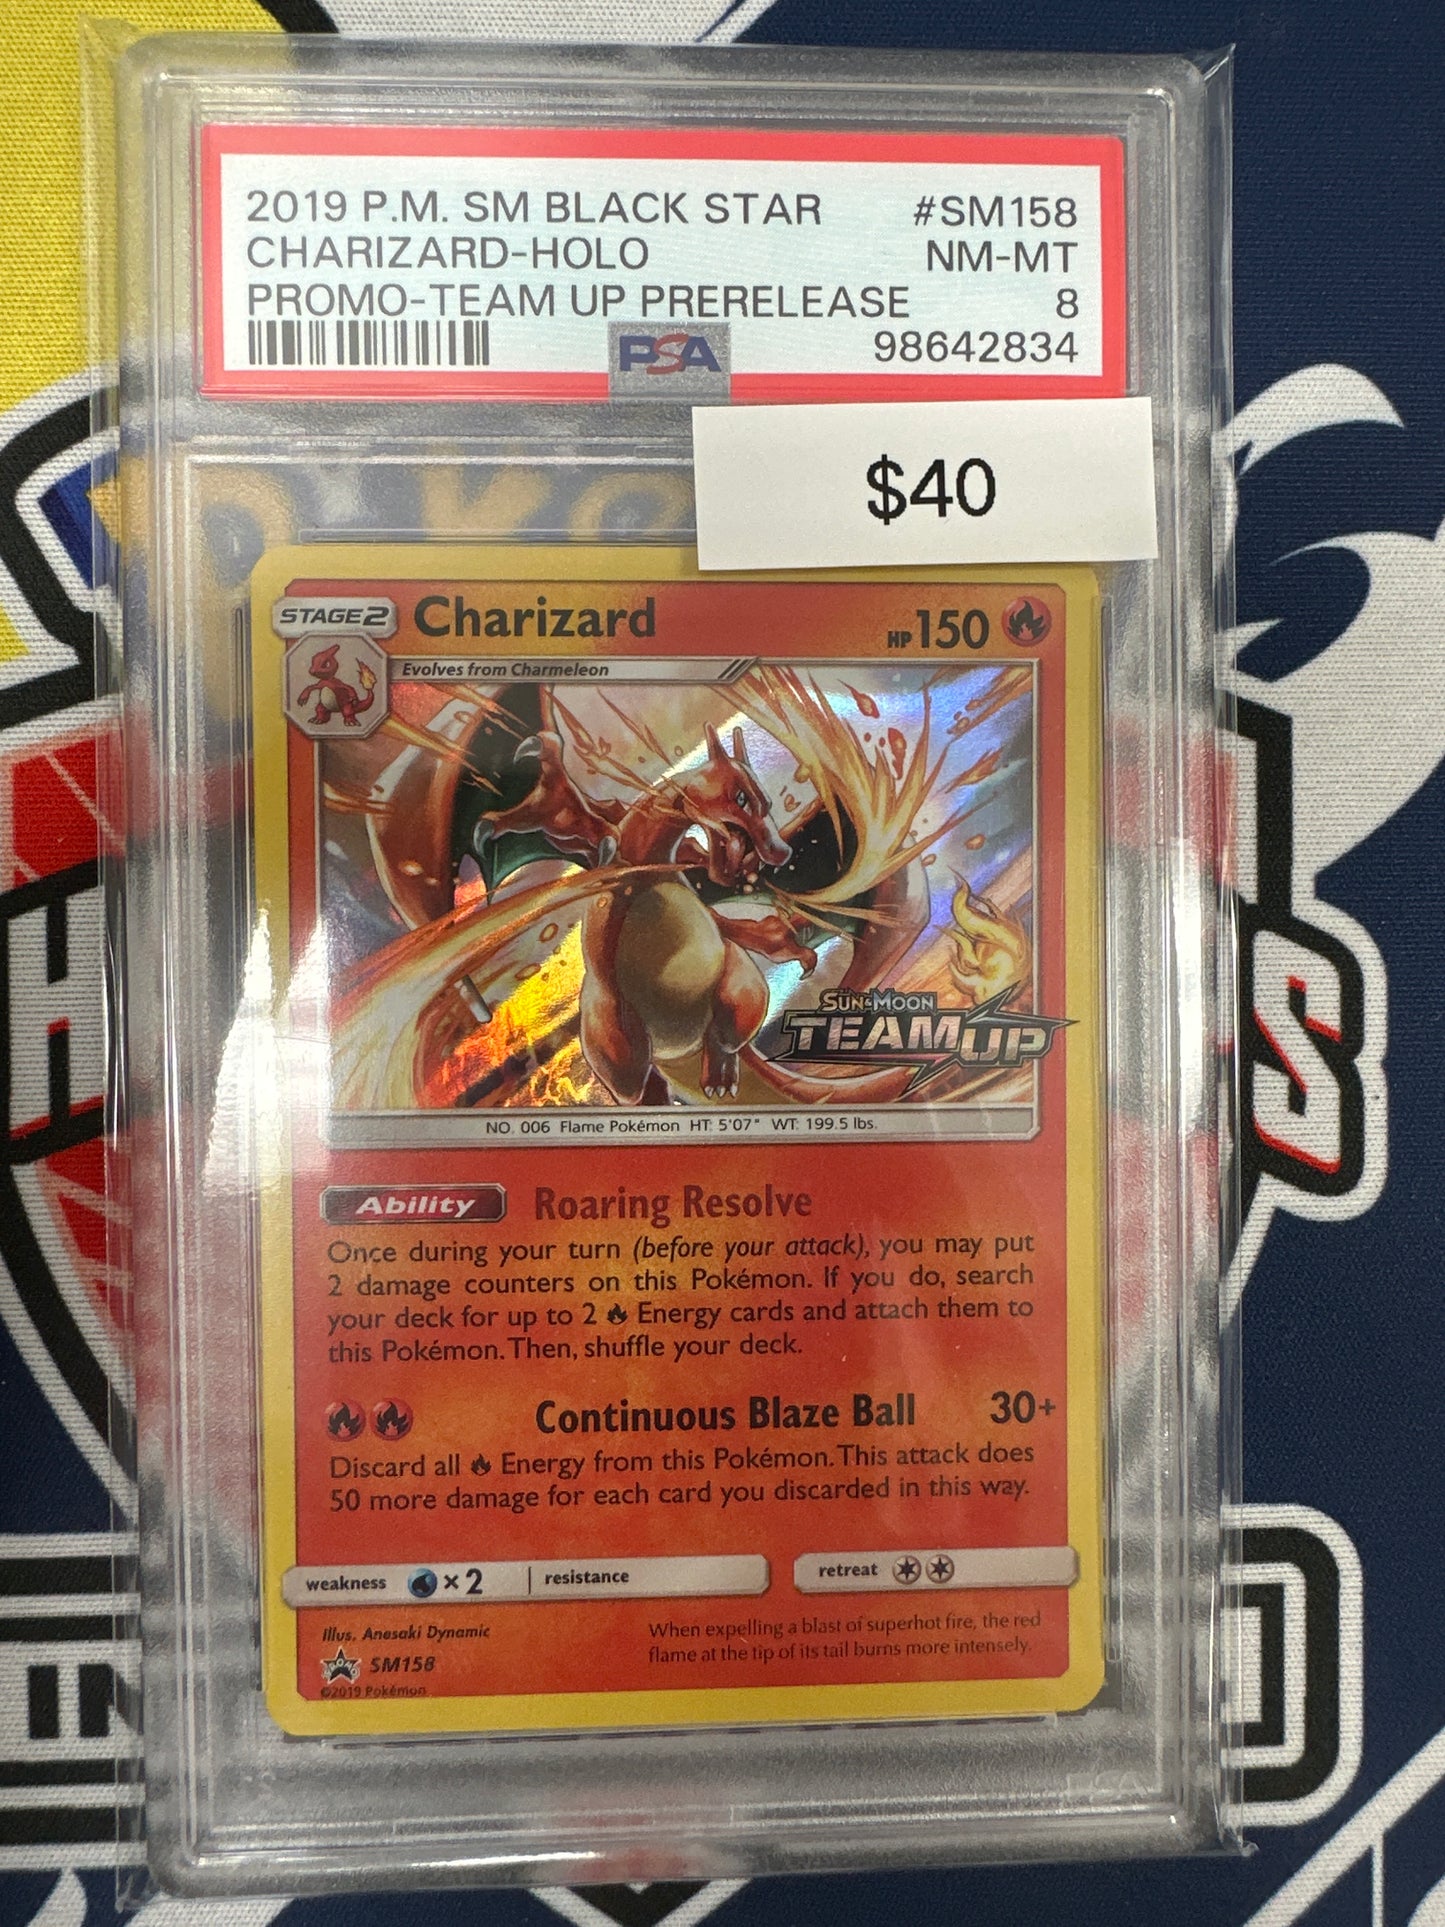 2019 P.M. SM BLACK STAR #SM158
CHARIZARD-HOLO NM-MT
PROMO-TEAM UP PRERELEASE 8
PSA 98642834
$40
STAGE 2 Charizard HP 150
Evolves from Charmeleon
SUN & MOON
TEAM UP
NO. 006 Flame Pokémon HT: 5'07" WT: 199.5 lbs.
Ability Roaring Resolve
Once during your turn (before your attack), you may put
2 damage counters on this Pokémon. If you do, search
your deck for up to 2 Energy cards and attach them to
this Pokémon. Then, shuffle your deck.
Continuous Blaze Ball 30+
Discard all Energy from this Pokémon. This attack does
50 more damage for each card you discarded in this way.
weakness ×2 resistance retreat
Illus. Anesaki Dynamic
When expelling a blast of superhot fire, the red
flame at the tip of its tail burns more intensely.
PROMO SM158
©2019 Pokémon